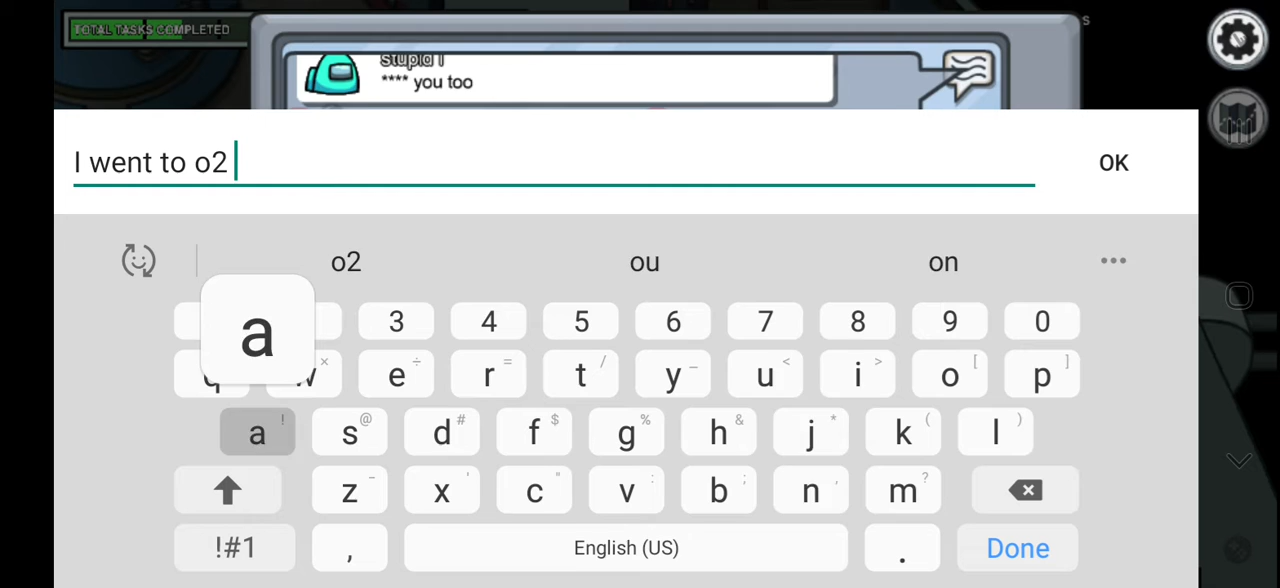 TOTAL TASKS COMPLETED
s
stupid I
**** you too
I went to o2
OK
o2 ou on
a
3 4 5 6 7 8 9 0
q w × e ÷ r = t / y _ u < i > o [ p ]
a ! s @ d # f $ g % h & j * k ( l )
z - x ' c " v : b ; n , m ?
!#1 , English (US) . Done